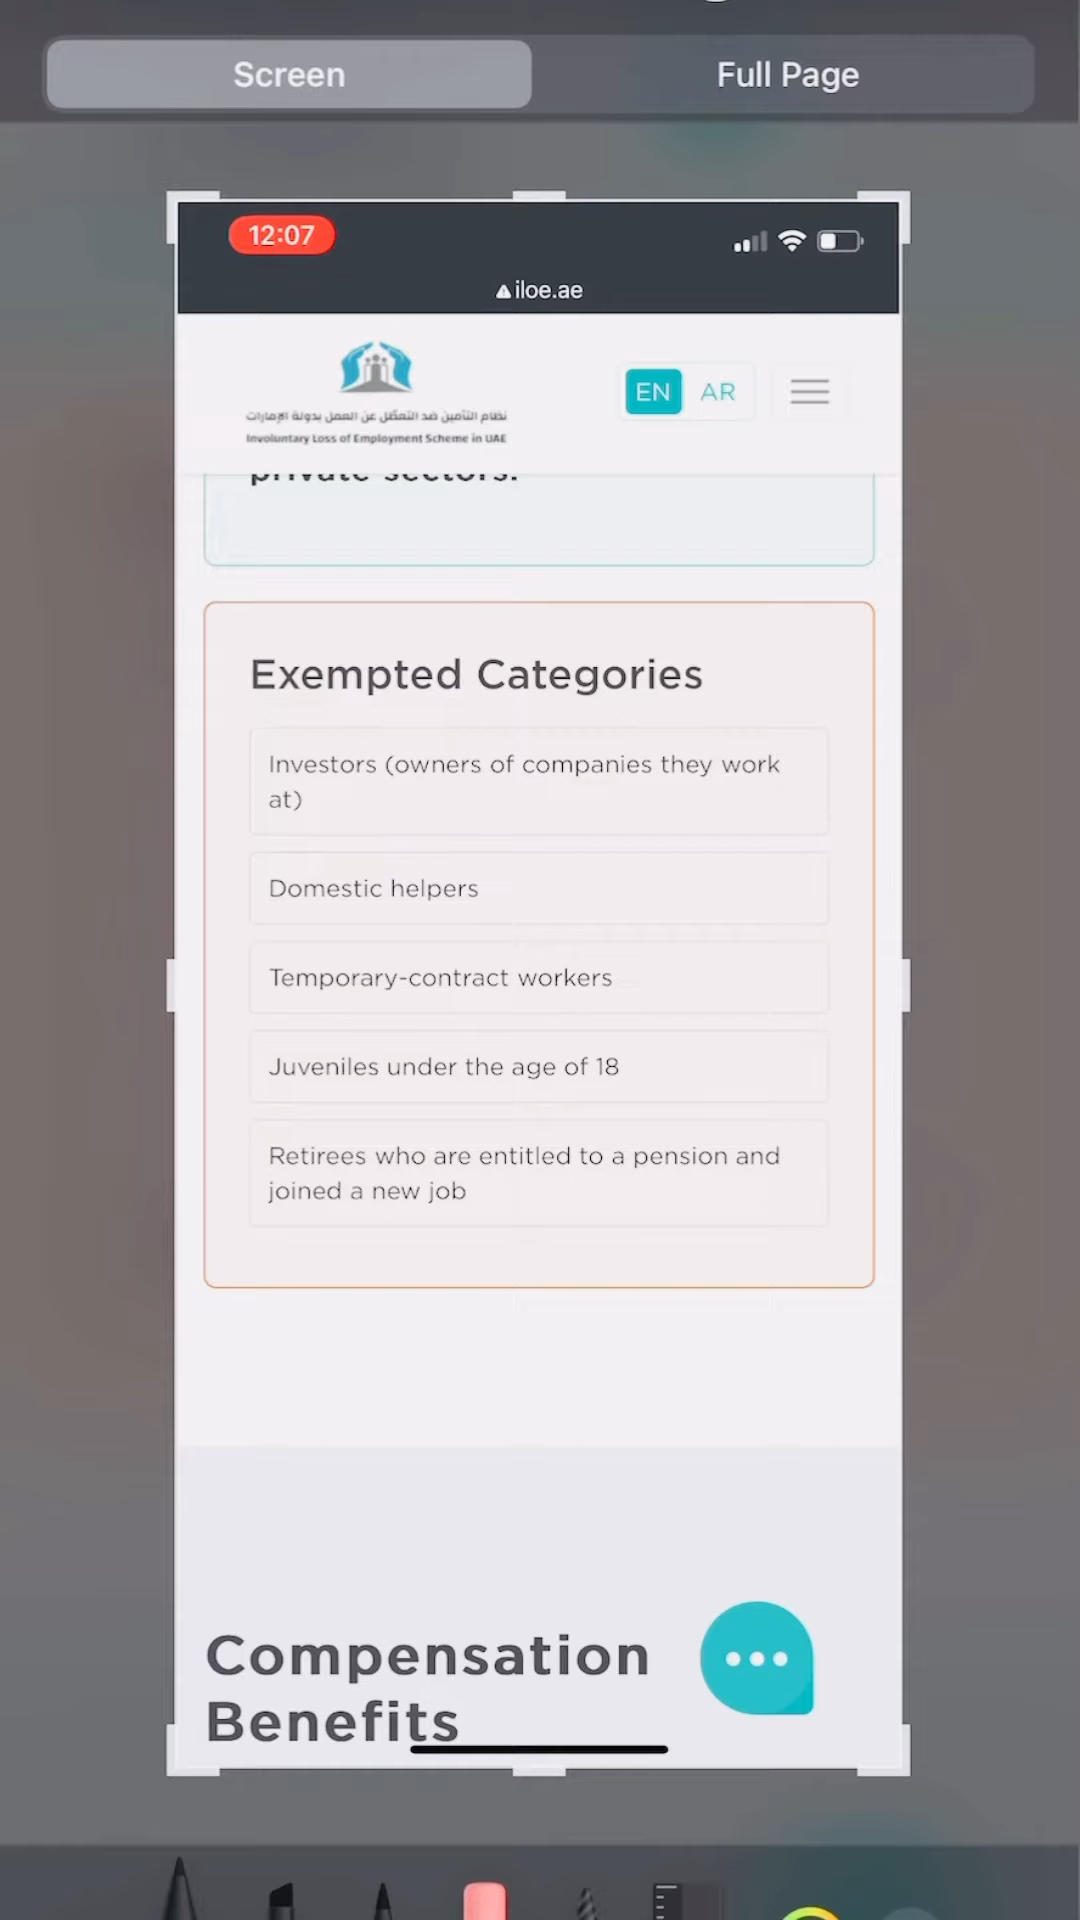 Screen
Full Page
12:07
iloe.ae
نظام التأمين ضد التعطّل عن العمل بدولة الإمارات
Involuntary Loss of Employment Scheme in UAE
EN
AR
private sectors.
Exempted Categories
Investors (owners of companies they work
at)
Domestic helpers
Temporary-contract workers
Juveniles under the age of 18
Retirees who are entitled to a pension and
joined a new job
Compensation
Benefits